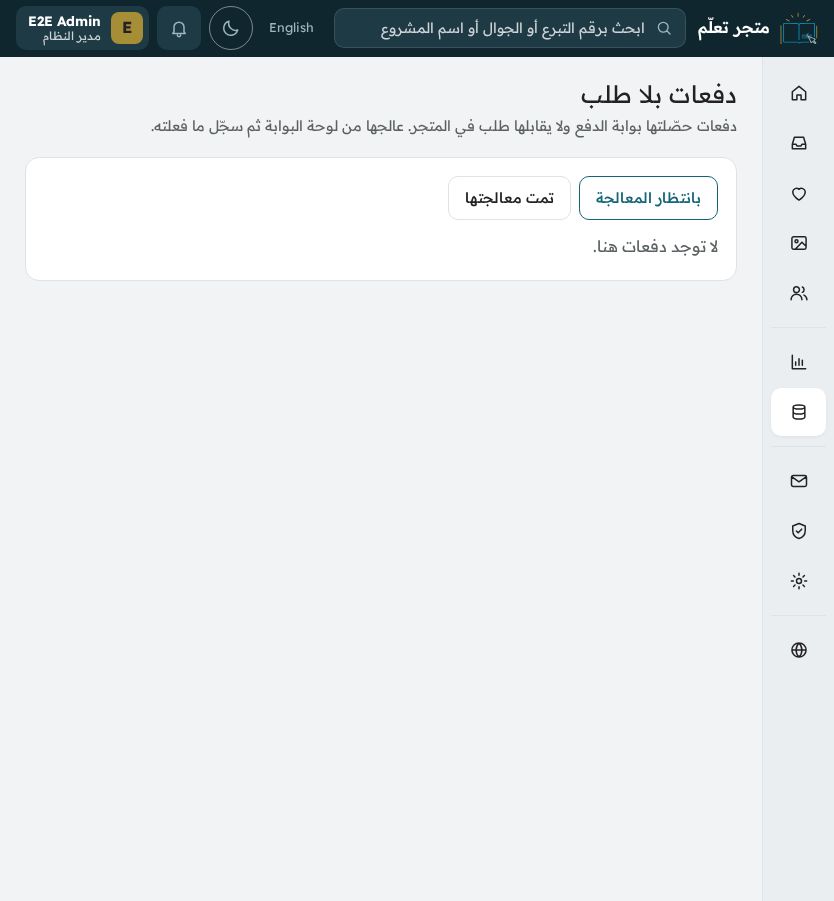 متجر تعلّم
ابحث برقم التبرع أو الجوال أو اسم المشروع
English
E
E2E Admin
مدير النظام
دفعات بلا طلب
دفعات حصّلتها بوابة الدفع ولا يقابلها طلب في المتجر. عالجها من لوحة البوابة ثم سجّل ما فعلته.
بانتظار المعالجة
تمت معالجتها
لا توجد دفعات هنا.